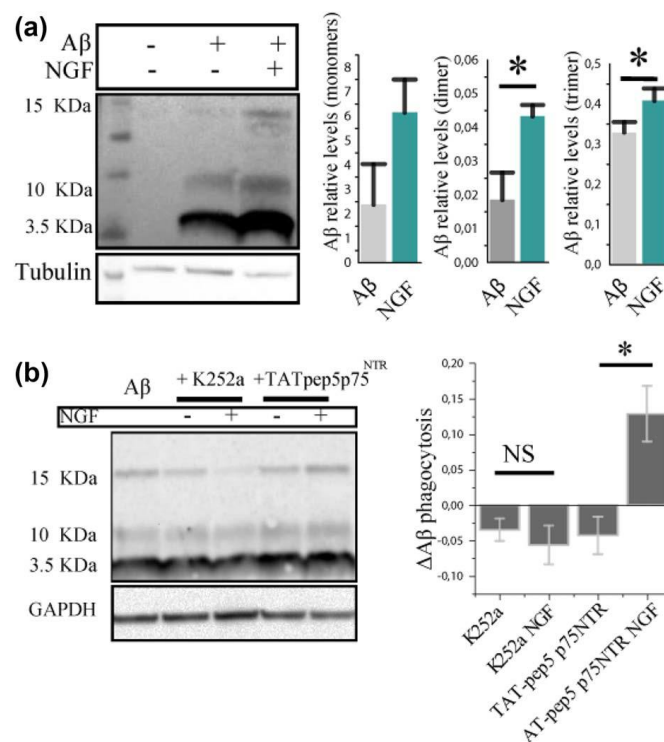 (a)
Aβ - + +
NGF - - +
15 KDa
10 KDa
3.5 KDa
Tubulin
Aβ relative levels (monomers)
8
7
6
5
4
3
2
1
0
Aβ
NGF
Aβ relative levels (dimer)
*
0,06
0,05
0,04
0,03
0,02
0,01
0,00
Aβ
NGF
Aβ relative levels (trimer)
*
0,5
0,4
0,3
0,2
0,1
0,0
Aβ
NGF
(b)
Aβ + K252a +TATpep5p75NTR
NGF - + - +
15 KDa
10 KDa
3.5 KDa
GAPDH
ΔAβ phagocytosis
0,20
0,15
0,10
0,05
0,00
-0,05
-0,10
NS
*
K252a
K252a NGF
TAT-pep5 p75NTR
AT-pep5 p75NTR NGF